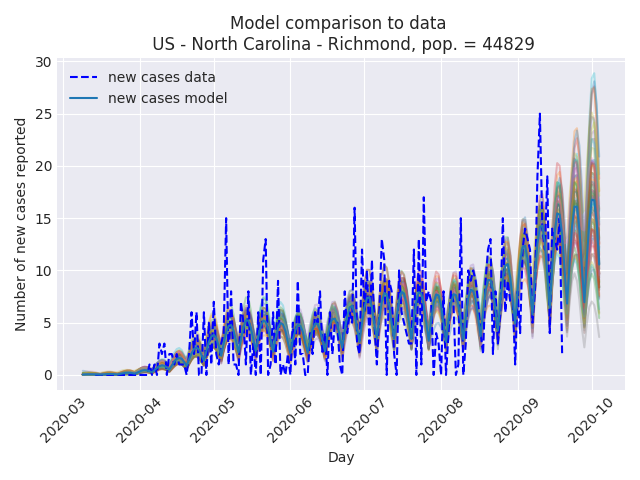 Model comparison to data
US - North Carolina - Richmond, pop. = 44829
new cases data
new cases model
Number of new cases reported
30
25
20
15
10
5
0
2020-03
2020-04
2020-05
2020-06
2020-07
2020-08
2020-09
2020-10
Day